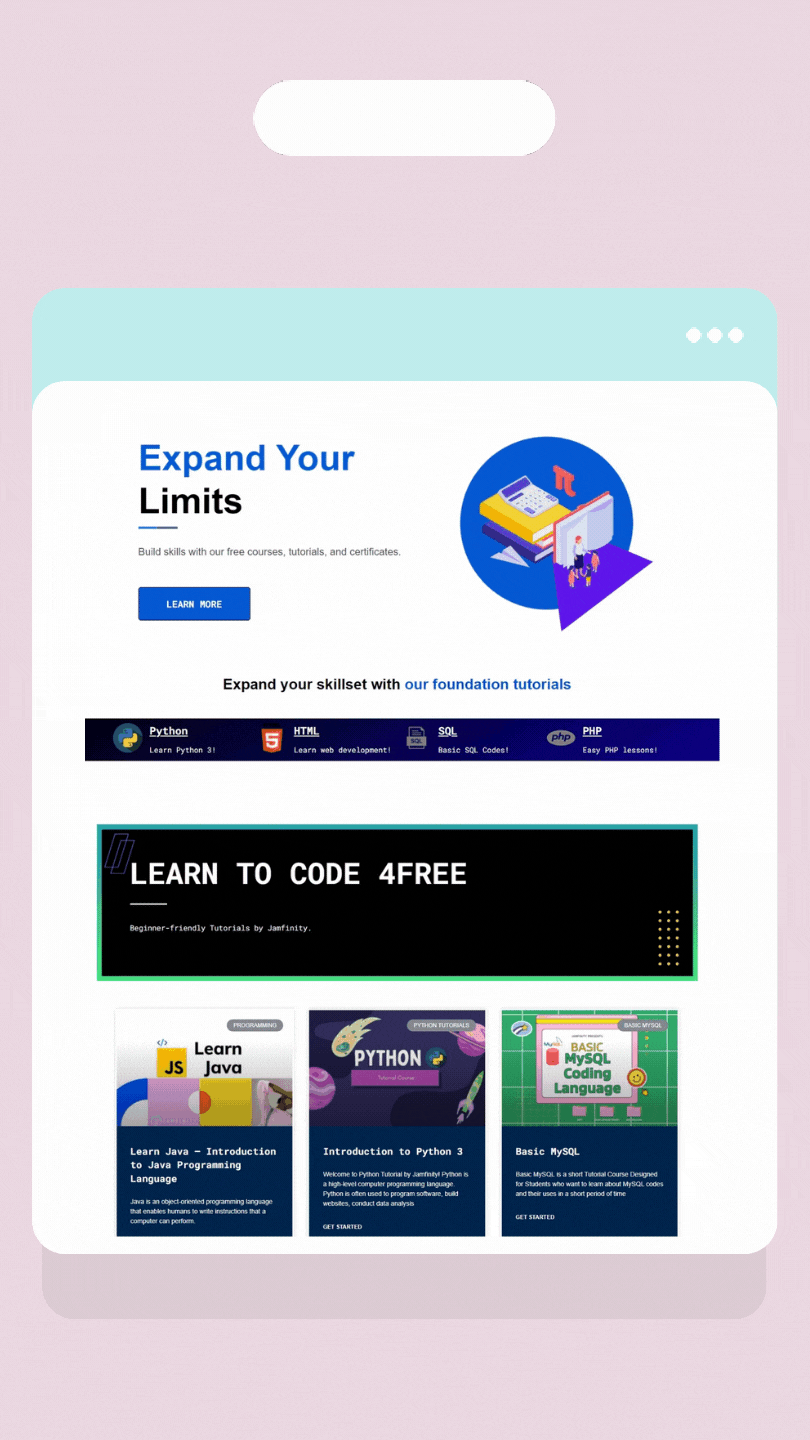 Expand Your
Limits
Build skills with our free courses, tutorials, and certificates.
LEARN MORE
Expand your skillset with our foundation tutorials
Python
Learn Python 3!
HTML
Learn web development!
SQL
SQL
Basic SQL Codes!
php
PHP
Easy PHP lessons!
LEARN TO CODE 4FREE
Beginner-friendly Tutorials by Jamfinity.
PROGRAMMING
</>
JS
Learn
Java
Learn Java – Introduction
to Java Programming
Language
Java is an object-oriented programming language
that enables humans to write instructions that a
computer can perform.
PYTHON TUTORIALS
PYTHON
Tutorial Course
Introduction to Python 3
Welcome to Python Tutorial by Jamfinity! Python is
a high-level computer programming language.
Python is often used to program software, build
websites, conduct data analysis
GET STARTED
BASIC MYSQL
MySQL
BASIC
MySQL
Coding
Language
Basic MySQL
Basic MySQL is a short Tutorial Course Designed
for Students who want to learn about MySQL codes
and their uses in a short period of time
GET STARTED